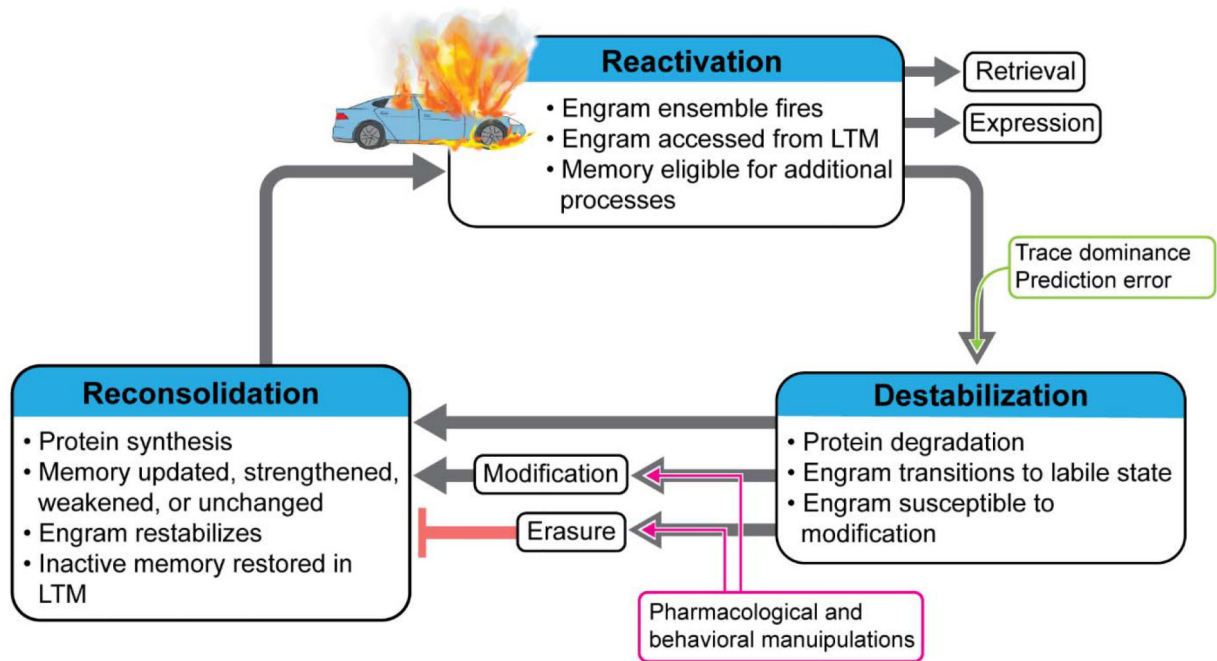 Reactivation
• Engram ensemble fires
• Engram accessed from LTM
• Memory eligible for additional
processes
Retrieval
Expression
Trace dominance
Prediction error
Destabilization
• Protein degradation
• Engram transitions to labile state
• Engram susceptible to
modification
Reconsolidation
• Protein synthesis
• Memory updated, strengthened,
weakened, or unchanged
• Engram restabilizes
• Inactive memory restored in
LTM
Modification
Erasure
Pharmacological and
behavioral manuipulations